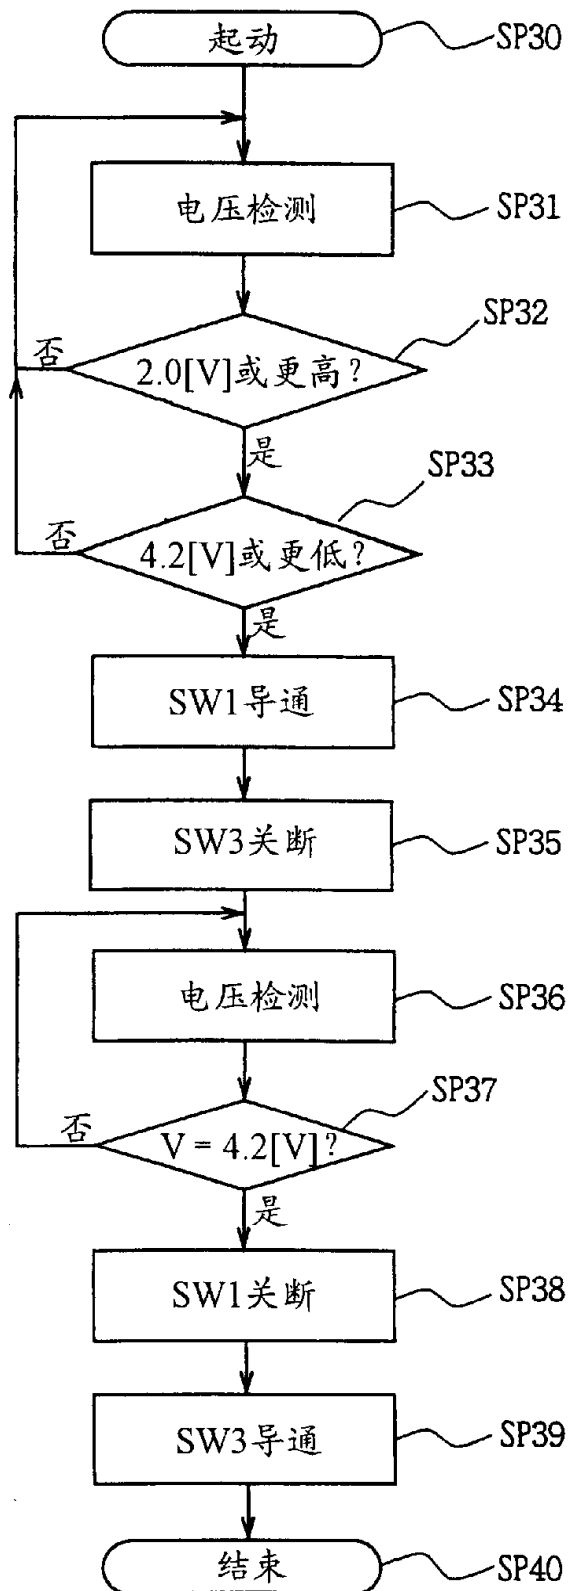 起动
SP30
电压检测
SP31
SP32
否
2.0[V]或更高?
是
SP33
否
4.2[V]或更低?
是
SW1导通
SP34
SW3关断
SP35
电压检测
SP36
SP37
否
V = 4.2[V]?
是
SW1关断
SP38
SW3导通
SP39
结束
SP40